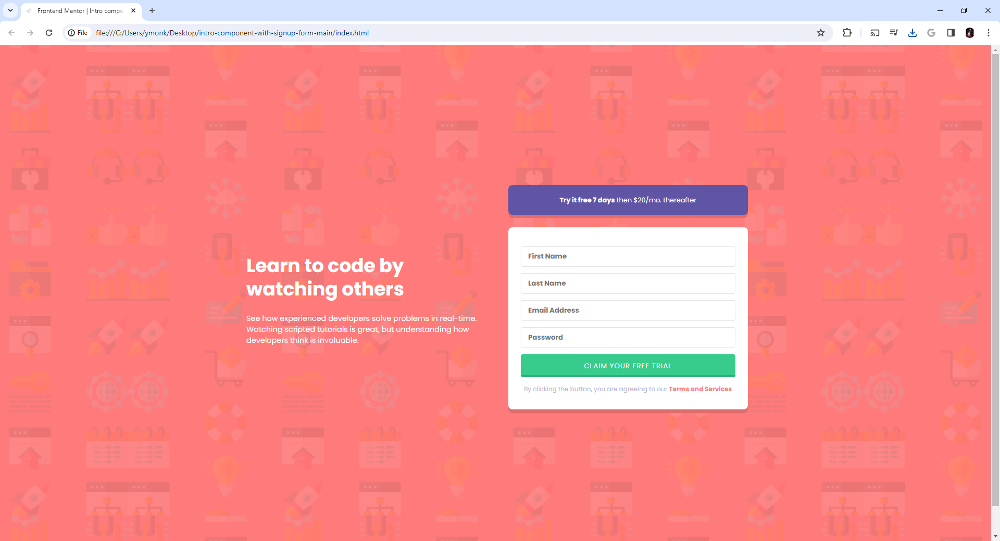 Frontend Mentor | Intro compo
File
file:///C:/Users/ymonk/Desktop/intro-component-with-signup-form-main/index.html
Learn to code by
watching others
See how experienced developers solve problems in real-time.
Watching scripted tutorials is great, but understanding how
developers think is invaluable.
Try it free 7 days then $20/mo. thereafter
First Name
Last Name
Email Address
Password
CLAIM YOUR FREE TRIAL
By clicking the button, you are agreeing to our Terms and Services